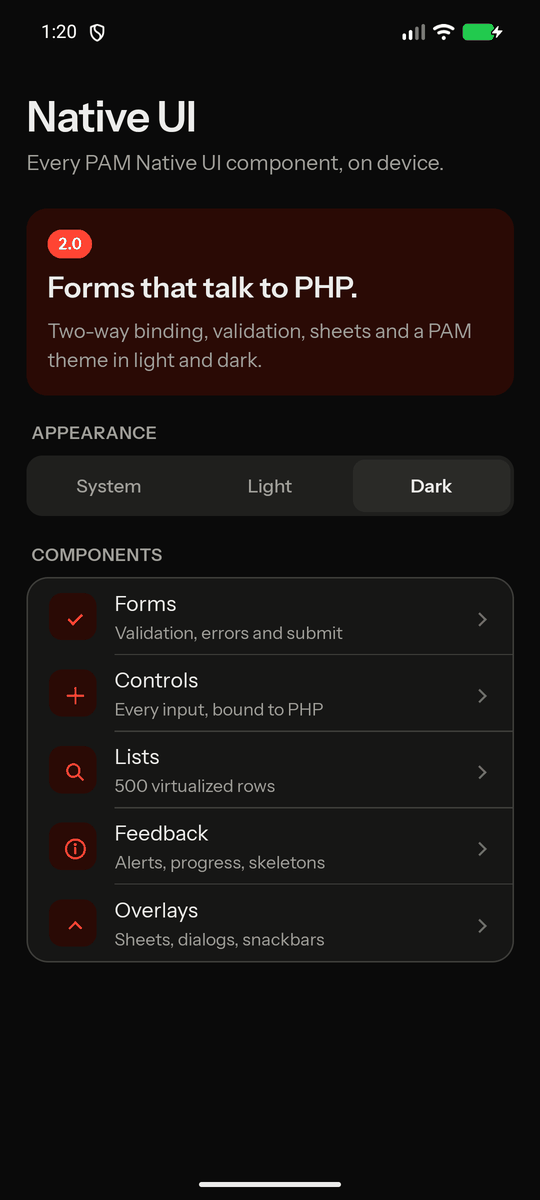 1:20
Native UI
Every PAM Native UI component, on device.
2.0
Forms that talk to PHP.
Two-way binding, validation, sheets and a PAM
theme in light and dark.
APPEARANCE
System
Light
Dark
COMPONENTS
Forms
Validation, errors and submit
Controls
Every input, bound to PHP
Lists
500 virtualized rows
Feedback
Alerts, progress, skeletons
Overlays
Sheets, dialogs, snackbars